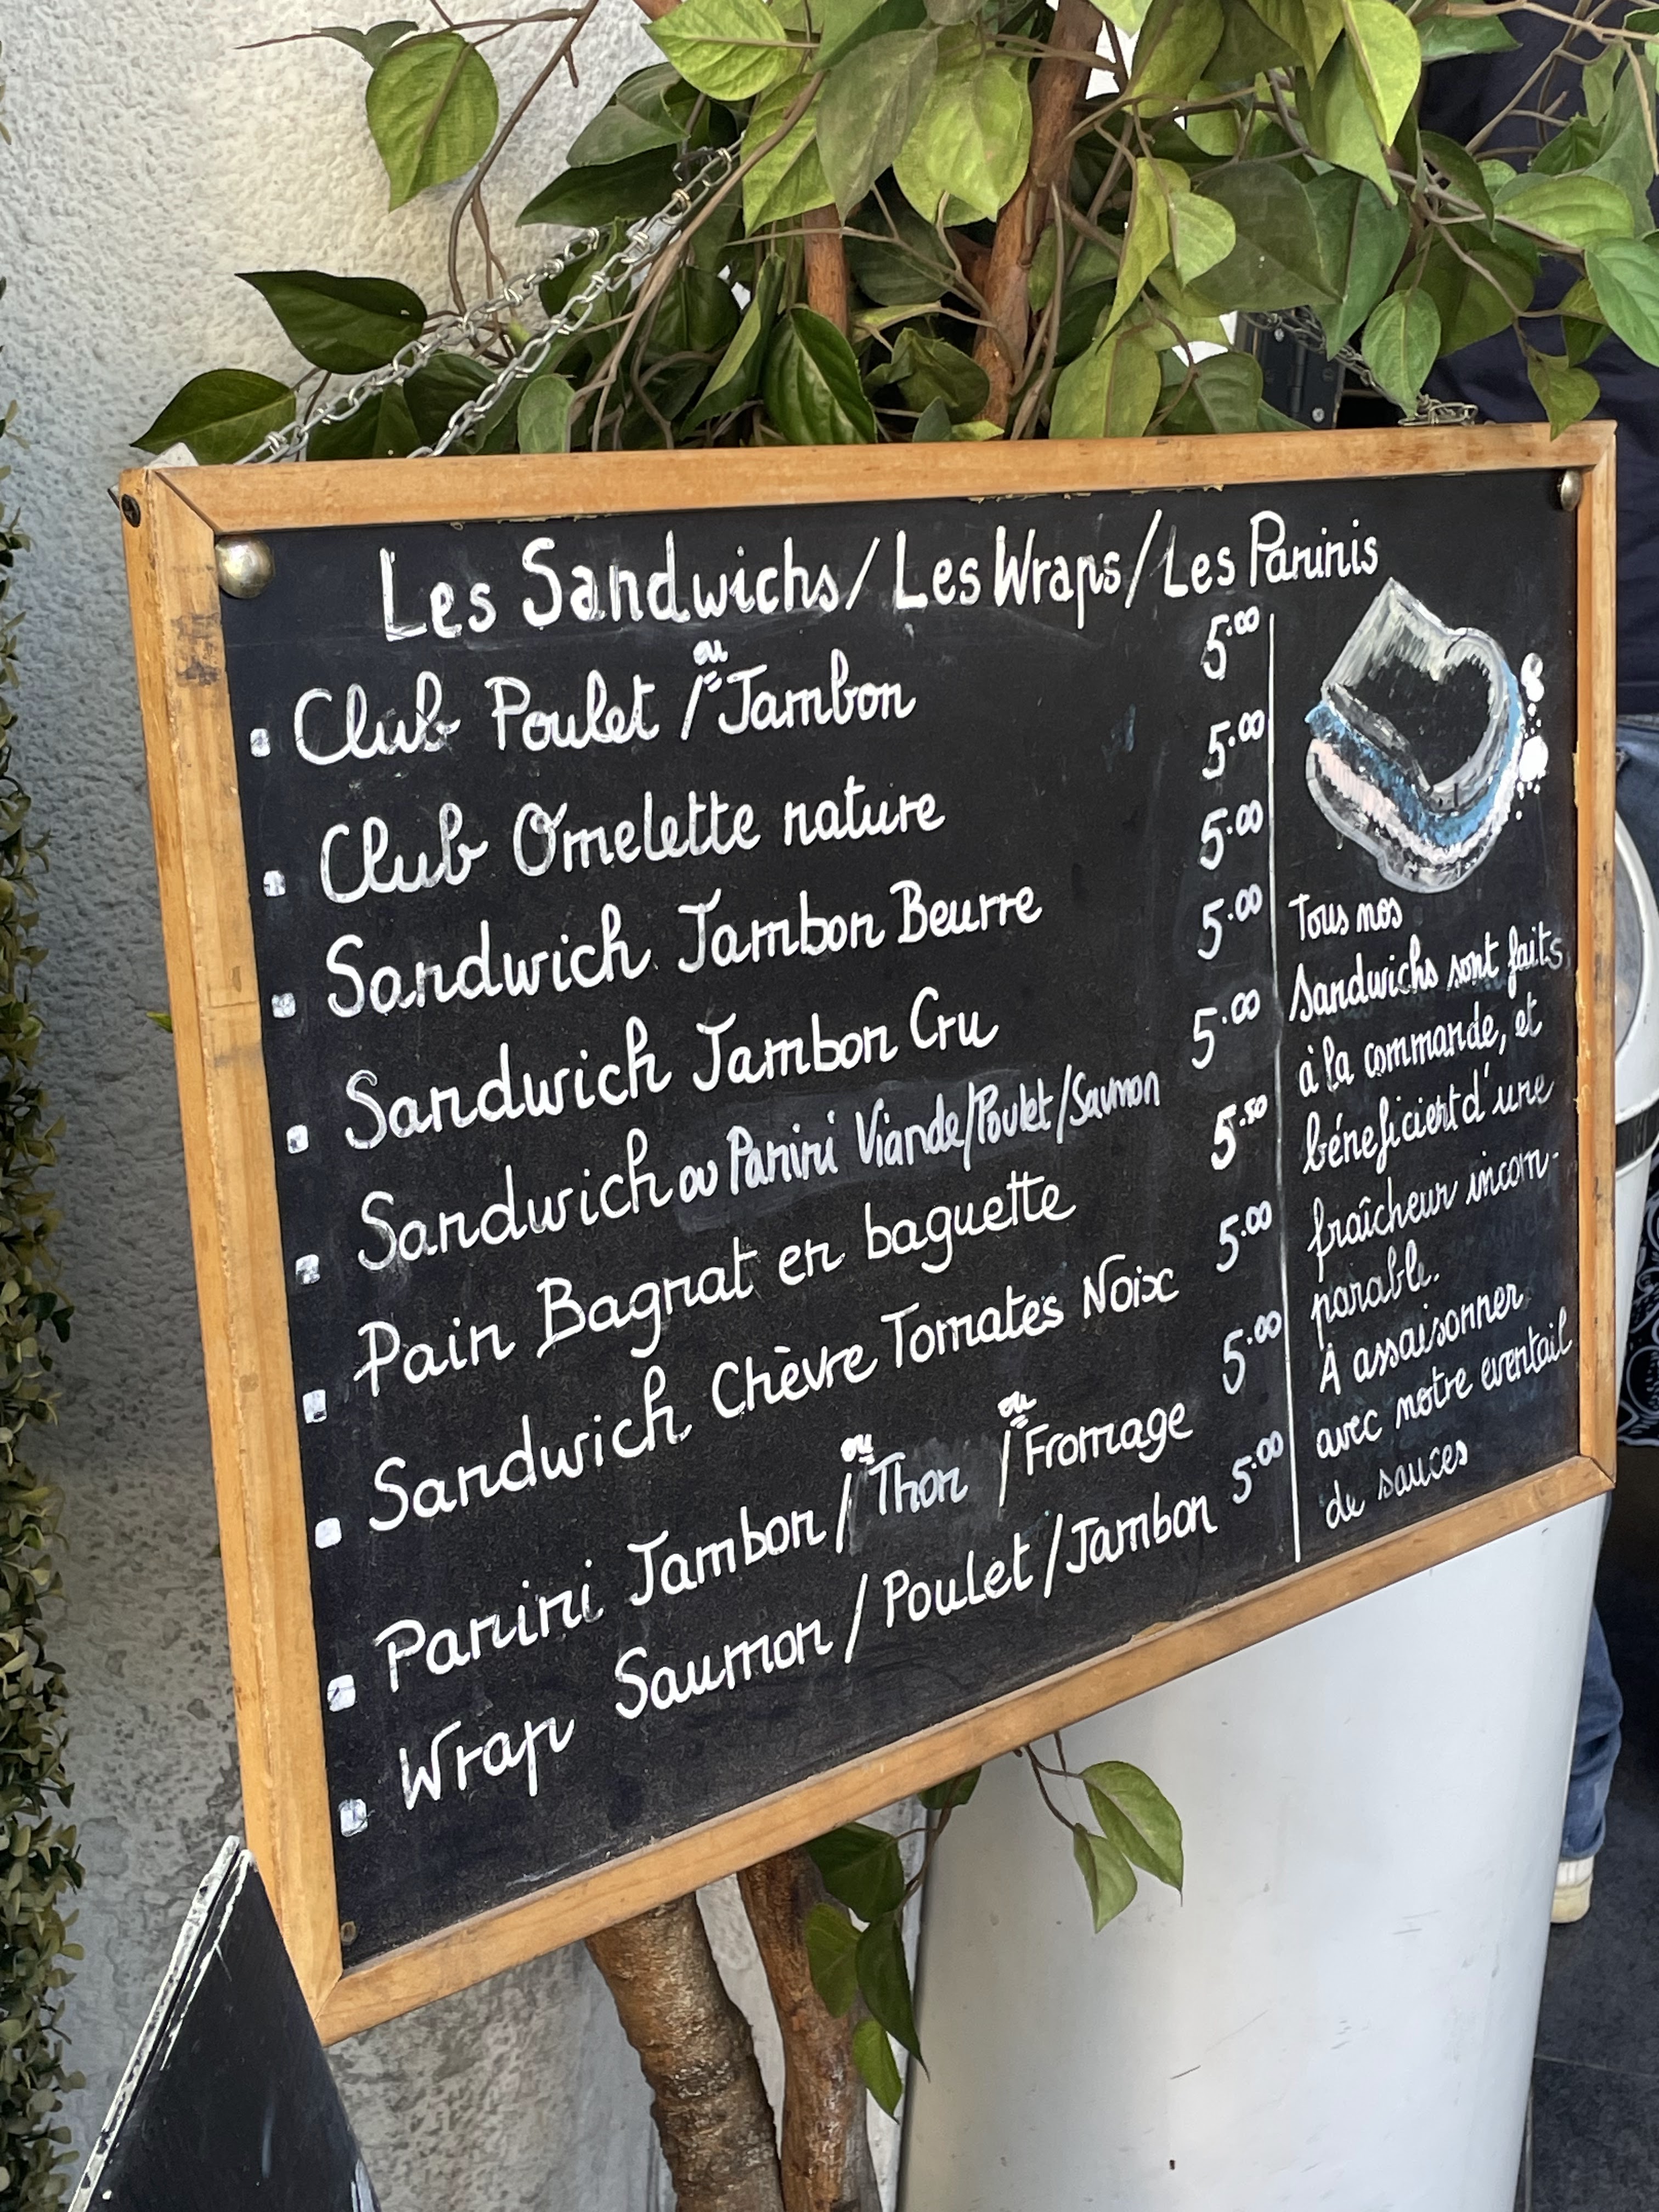 Les Sandwichs / Les Wraps / Les Paninis
Club Poulet / ou Jambon 5.00
Club Omelette nature 5.00
Sandwich Jambon Beurre 5.00
Sandwich Jambon Cru 5.00
Sandwich ou Panini Viande/Poulet/Saumon 5.00
Pain Bagnat en baguette 5.50
Sandwich Chèvre Tomates Noix 5.00
Panini Jambon / ou Thon / ou Fromage 5.00
Wrap Saumon / Poulet / Jambon 5.00
Tous nos
Sandwichs sont faits
à la commande, et
béneficient d'une
fraîcheur incom-
parable.
A assaisonner
avec notre eventail
de sauces